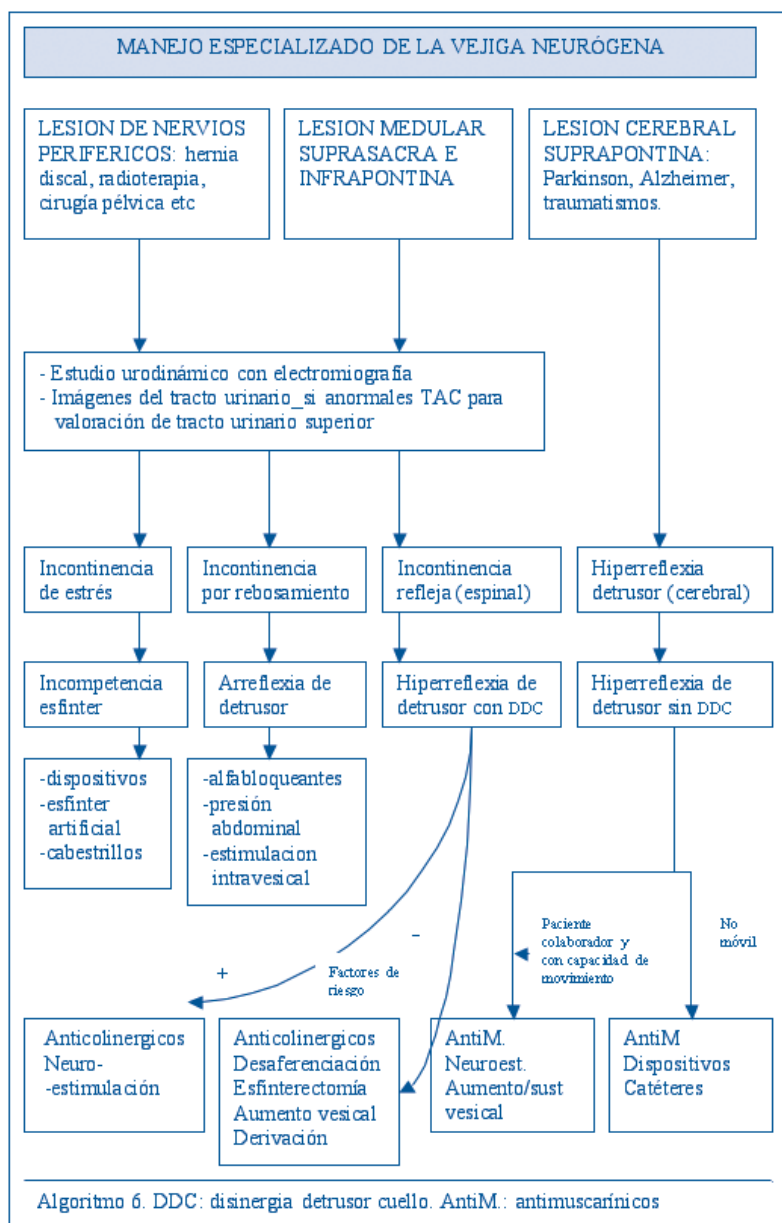 MANEJO ESPECIALIZADO DE LA VEJIGA NEURÓGENA
LESION DE NERVIOS
PERIFERICOS: hernia
discal, radioterapia,
cirugía pélvica etc
LESION MEDULAR
SUPRASACRA E
INFRAPONTINA
LESION CEREBRAL
SUPRAPONTINA:
Parkinson, Alzheimer,
traumatismos.
- Estudio urodinámico con electromiografía
- Imágenes del tracto urinario_si anormales TAC para
valoración de tracto urinario superior
Incontinencia
de estrés
Incontinencia
por rebosamiento
Incontinencia
refleja (espinal)
Hiperreflexia
detrusor (cerebral)
Incompetencia
esfinter
Arreflexia de
detrusor
Hiperreflexia de
detrusor con DDC
Hiperreflexia de
detrusor sin DDC
-dispositivos
-esfinter
artificial
-cabestrillos
-alfabloqueantes
-presión
abdominal
-estimulacion
intravesical
+
Factores de
riesgo
-
Paciente
colaborador y
con capacidad de
movimiento
No
móvil
Anticolinergicos
Neuro-
-estimulación
Anticolinergicos
Desaferenciación
Esfinterectomía
Aumento vesical
Derivación
AntiM.
Neuroest.
Aumento/sust
vesical
AntiM
Dispositivos
Catéteres
Algoritmo 6. DDC: disinergia detrusor cuello. AntiM.: antimuscarínicos